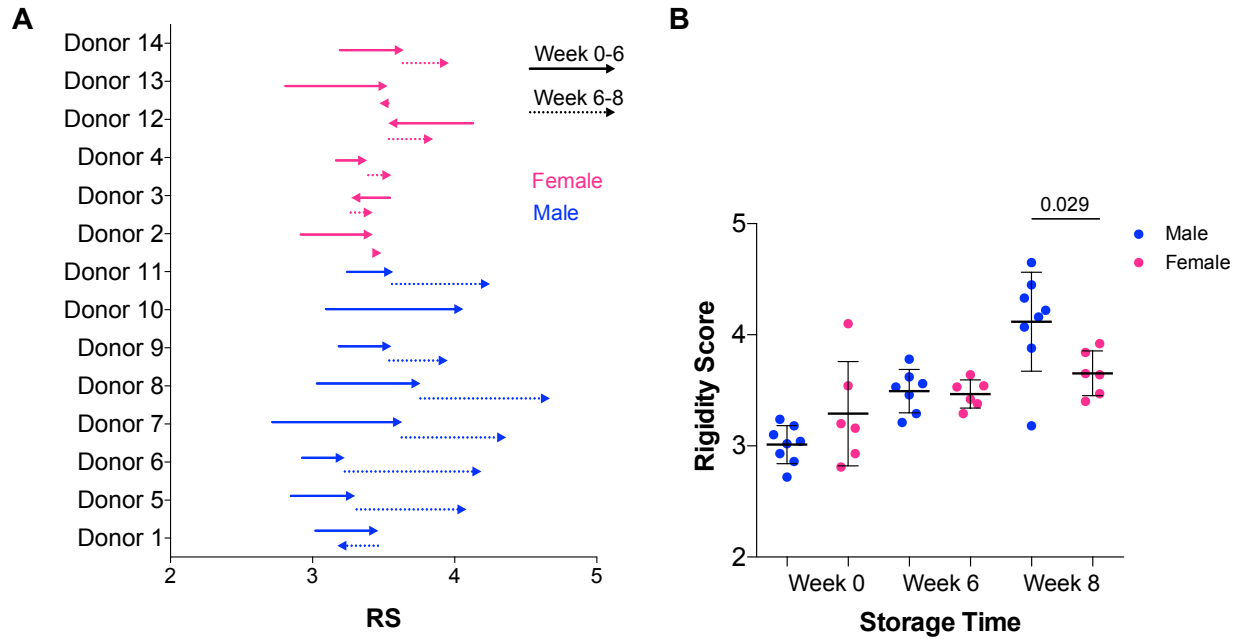 A
Donor 14
Donor 13
Donor 12
Donor 4
Donor 3
Donor 2
Donor 11
Donor 10
Donor 9
Donor 8
Donor 7
Donor 6
Donor 5
Donor 1
Week 0-6
Week 6-8
Female
Male
2
3
4
5
RS
B
0.029
Male
Female
5
4
3
2
Rigidity Score
Week 0
Week 6
Week 8
Storage Time